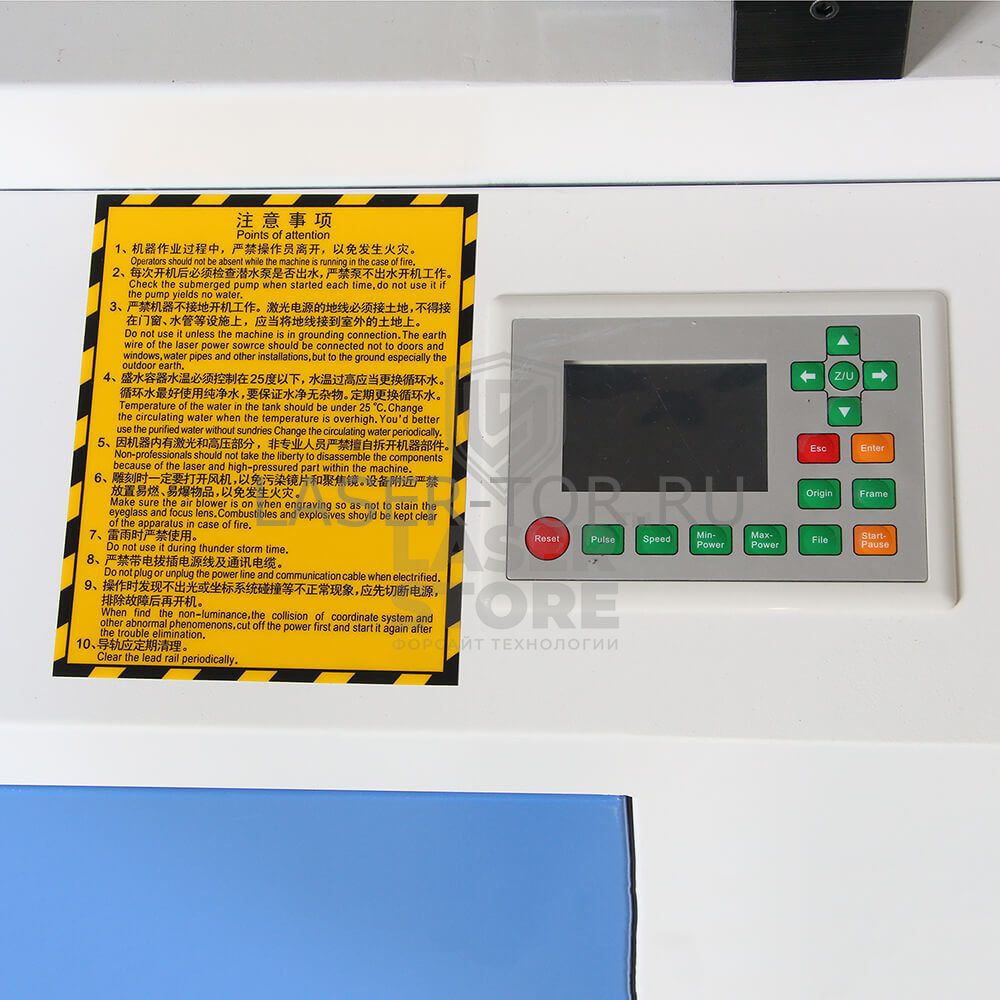 注意事项
Points of attention
1、机器作业过程中，严禁操作员离开，以免发生火灾。
Operators should not be absent while the machine is running in the case of fire.
2、每次开机后必须检查潜水泵是否出水，严禁泵不出水开机工作。
Check the submerged pump when started each time,do not use it if
the pump yields no water.
3、严禁机器不接地开机工作。激光电源的地线必须接土地，不得接
在门窗、水管等设施上，应当将地线接到室外的土地上。
Do not use it unless the machine is in grounding connection.The earth
wire of the laser power sowrce should be connected not to doors and
windows,water pipes and other installations,but to the ground especially the
outdoor earth.
4、盛水容器水温必须控制在25度以下，水温过高应当更换循环水。
循环水最好使用纯净水，要保证水净无杂物。定期更换循环水。
Temperature of the water in the tank should be under 25 °C.Change
the circulating water when the temperature is overhigh. You'd better
use the purified water without sundries Change the circulating water periodically.
5、因机器内有激光和高压部分，非专业人员严禁擅自拆开机器部件。
Non-professionals should not take the liberty to disassemble the components
because of the laser and high-pressured part within the machine.
6、雕刻时一定要打开风机，以免污染镜片和聚焦镜。设备附近严禁
放置易燃、易爆物品，以免发生火灾。
Make sure the air blower is on when engraving so as not to stain the
eyeglass and focus lens.Combustibles and explosives shoyld be kept clear
of the apparatus in case of fire.
7、雷雨时严禁使用。
Do not use it during thunder storm time.
8、严禁带电拔插电源线及通讯电缆。
Do not plug or unplug the power line and communication cable when electrified.
9、操作时发现不出光或坐标系统碰撞等不正常现象，应先切断电源，
排除故障后再开机。
When find the non-luminance,the collision of coordinate system and
other abnormal phenomenons,cut off the power first and start it again after
the trouble elimination.
10、导轨应定期清理。
Clear the lead rail periodically.
Z/U
Esc Enter
Origin Frame
Reset Pulse Speed Min-Power Max-Power File Start-Pause
LASER-TOR.RU
LASER
STORE
ФОРСАЙТ ТЕХНОЛОГИИ